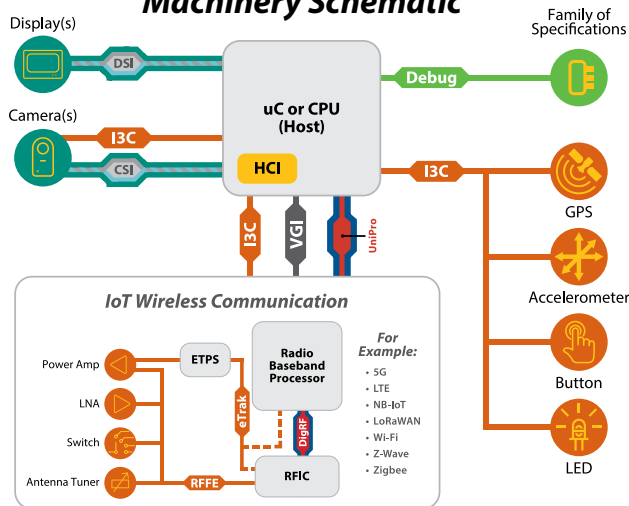 Machinery Schematic
Display(s)
DSI
Camera(s)
I3C
CSI
uC or CPU
(Host)
HCI
Debug
Family of
Specifications
I3C
GPS
Accelerometer
Button
LED
I3C
VGI
UniPro
IoT Wireless Communication
Power Amp
LNA
Switch
Antenna Tuner
ETPS
eTrak
RFFE
Radio
Baseband
Processor
DigRF
RFIC
For
Example:
• 5G
• LTE
• NB-IoT
• LoRaWAN
• Wi-Fi
• Z-Wave
• Zigbee